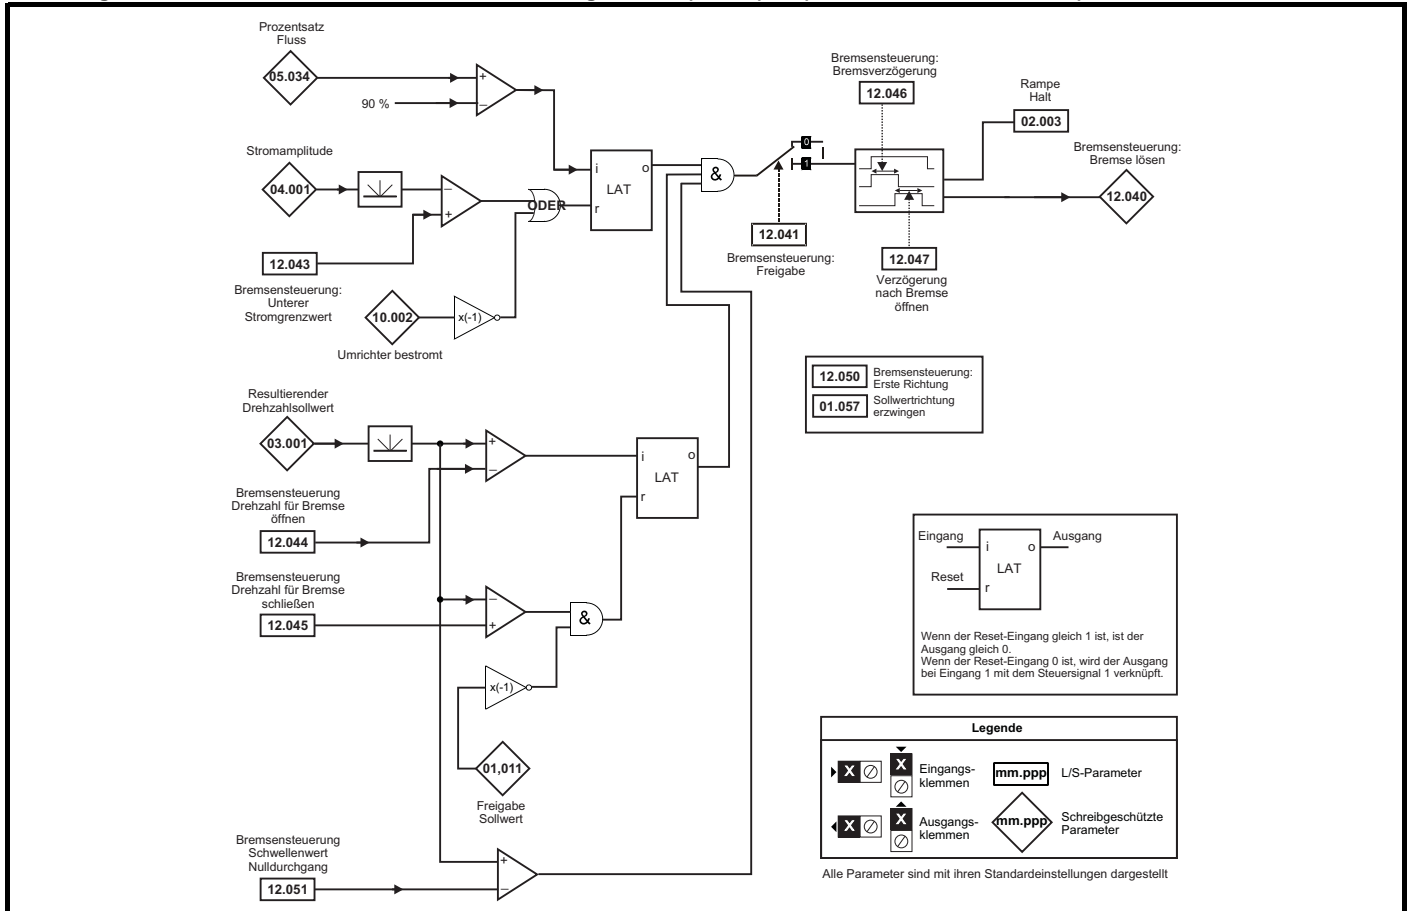 Prozentsatz
Fluss
05.034
+
90 %
–
Stromamplitude
04.001
–
+
12.043
Bremsensteuerung:
Unterer
Stromgrenzwert
10.002
x(-1)
Umrichter bestromt
ODER
i
o
LAT
r
&
0
1
12.041
Bremsensteuerung:
Freigabe
Bremsensteuerung:
Bremsverzögerung
12.046
12.047
Verzögerung
nach Bremse
öffnen
Rampe
Halt
02.003
Bremsensteuerung:
Bremse lösen
12.040
12.050
Bremsensteuerung:
Erste Richtung
01.057
Sollwertrichtung
erzwingen
Resultierender
Drehzahlsollwert
03.001
+
–
Bremsensteuerung
Drehzahl für Bremse
öffnen
12.044
i
o
LAT
r
Bremsensteuerung
Drehzahl für Bremse
schließen
12.045
–
+
&
x(-1)
01,011
Freigabe
Sollwert
Bremsensteuerung
Schwellenwert
Nulldurchgang
12.051
+
–
Eingang
i
o
Ausgang
LAT
Reset
r
Wenn der Reset-Eingang gleich 1 ist, ist der
Ausgang gleich 0.
Wenn der Reset-Eingang 0 ist, wird der Ausgang
bei Eingang 1 mit dem Steuersignal 1 verknüpft.
Legende
X
X
Eingangs-
klemmen
mm.ppp
L/S-Parameter
X
X
Ausgangs-
klemmen
mm.ppp
Schreibgeschützte
Parameter
Alle Parameter sind mit ihren Standardeinstellungen dargestellt